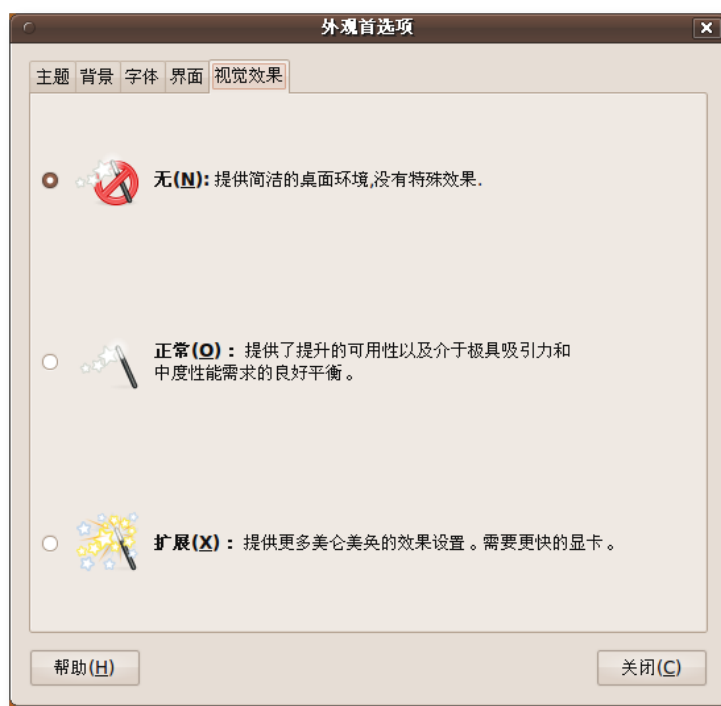 外观首选项
主题 背景 字体 界面 视觉效果
无(N): 提供简洁的桌面环境,没有特殊效果.
正常(O)： 提供了提升的可用性以及介于极具吸引力和
中度性能需求的良好平衡。
扩展(X)： 提供更多美仑美奂的效果设置。需要更快的显卡。
帮助(H) 关闭(C)